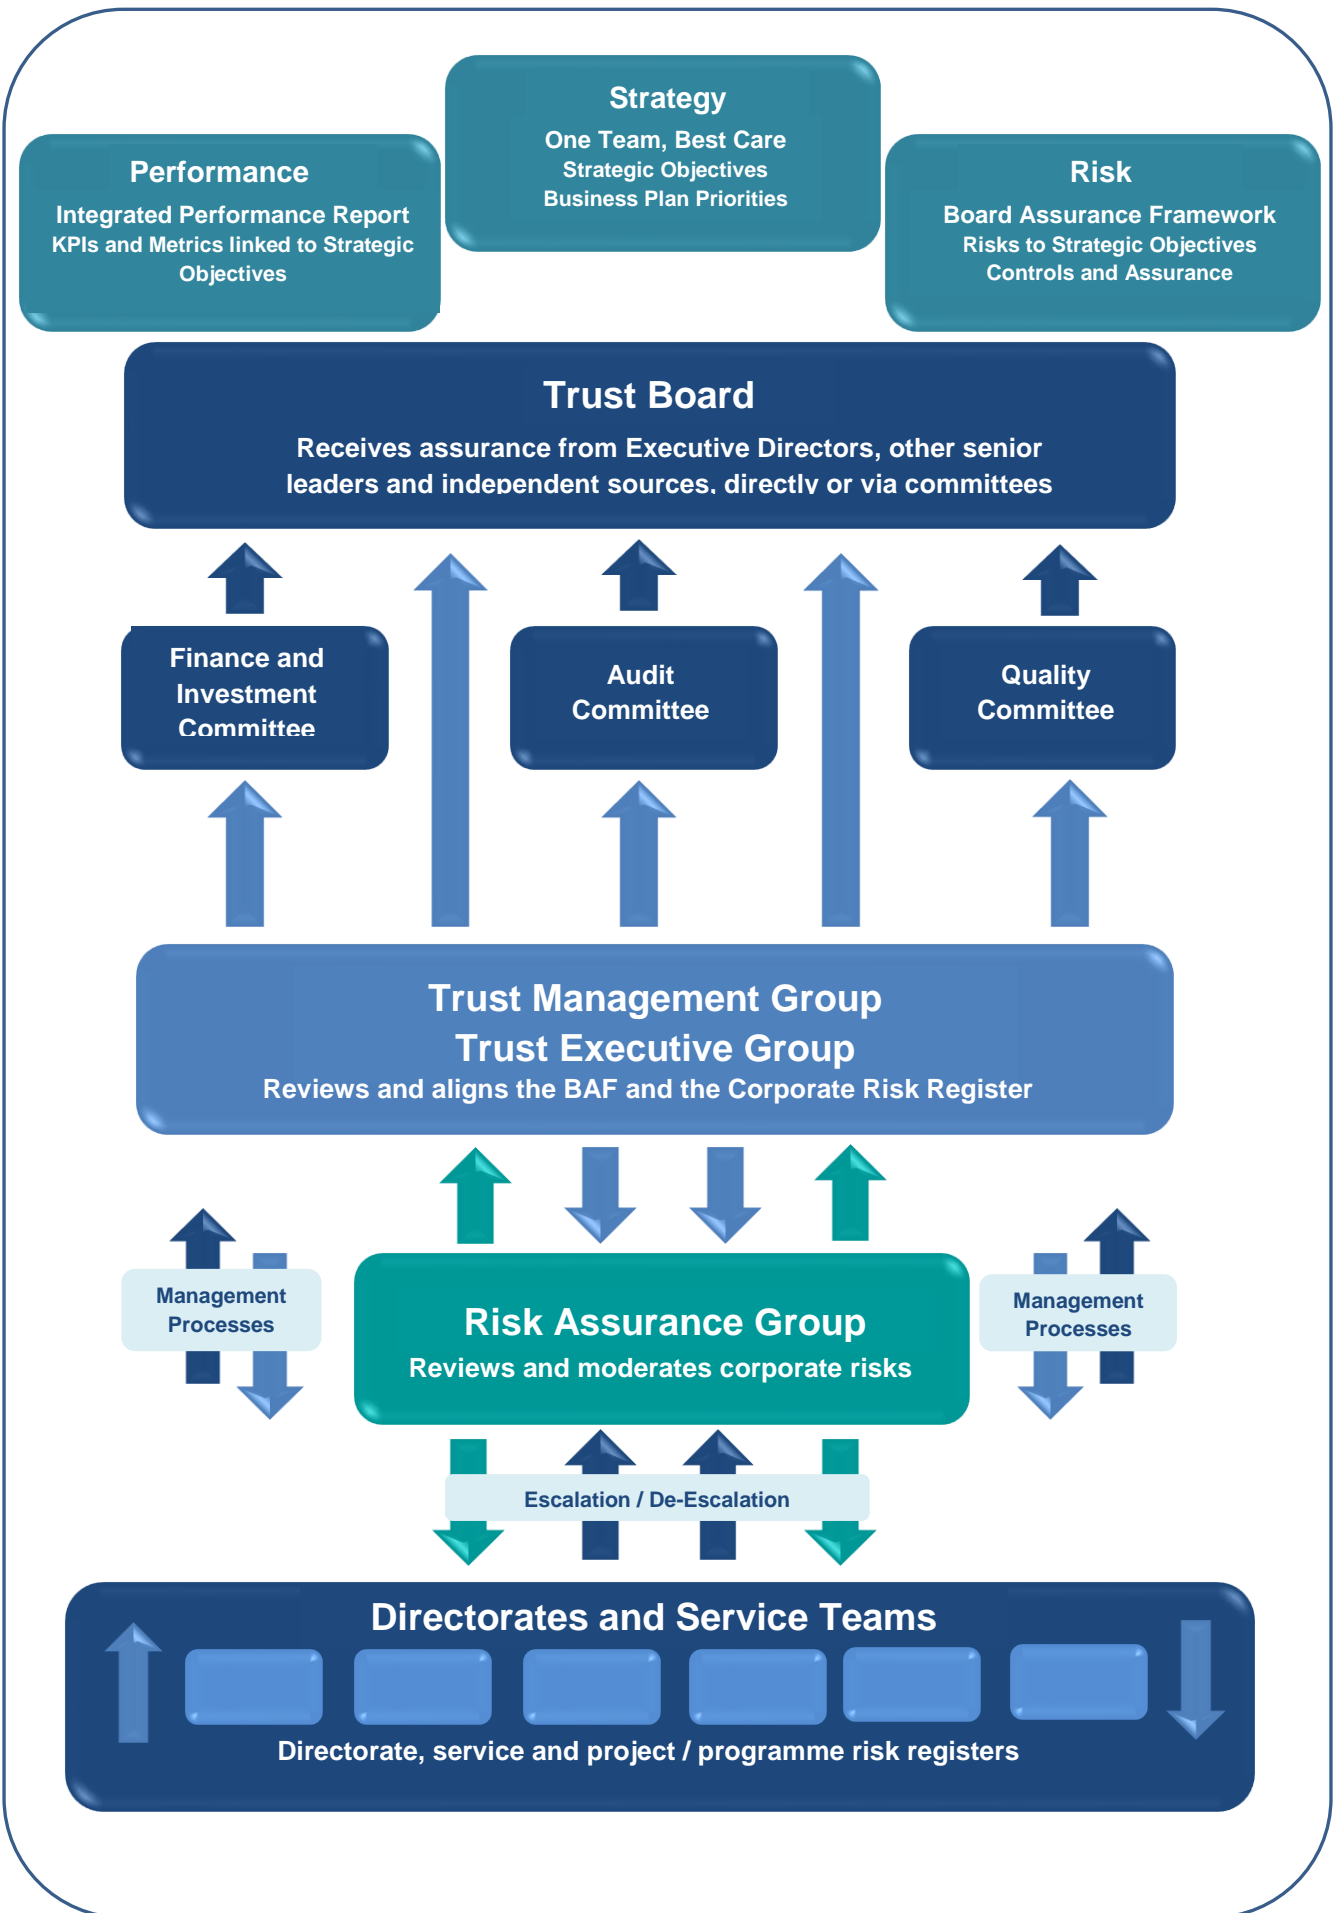 Strategy
One Team, Best Care
Strategic Objectives
Business Plan Priorities
Performance
Integrated Performance Report
KPIs and Metrics linked to Strategic
Objectives
Risk
Board Assurance Framework
Risks to Strategic Objectives
Controls and Assurance
Trust Board
Receives assurance from Executive Directors, other senior
leaders and independent sources, directly or via committees
Finance and
Investment
Committee
Audit
Committee
Quality
Committee
Trust Management Group
Trust Executive Group
Reviews and aligns the BAF and the Corporate Risk Register
Management
Processes
Risk Assurance Group
Reviews and moderates corporate risks
Management
Processes
Escalation / De-Escalation
Directorates and Service Teams
Directorate, service and project / programme risk registers